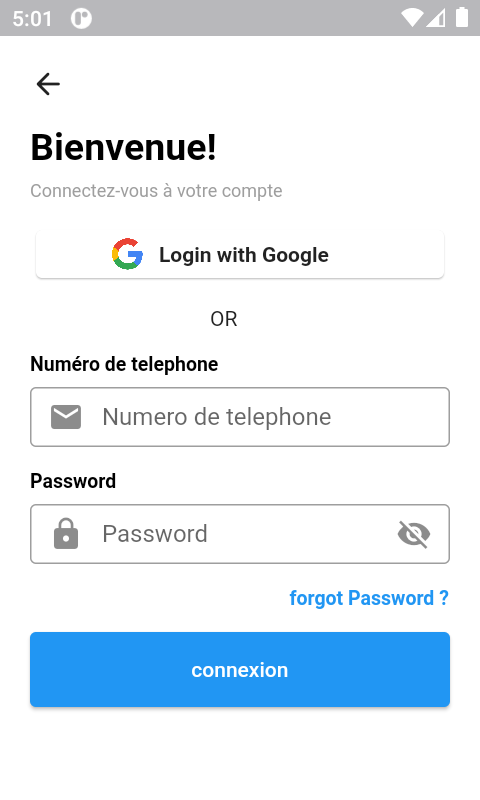 5:01
Bienvenue!
Connectez-vous à votre compte
Login with Google
OR
Numéro de telephone
Numero de telephone
Password
Password
forgot Password ?
connexion